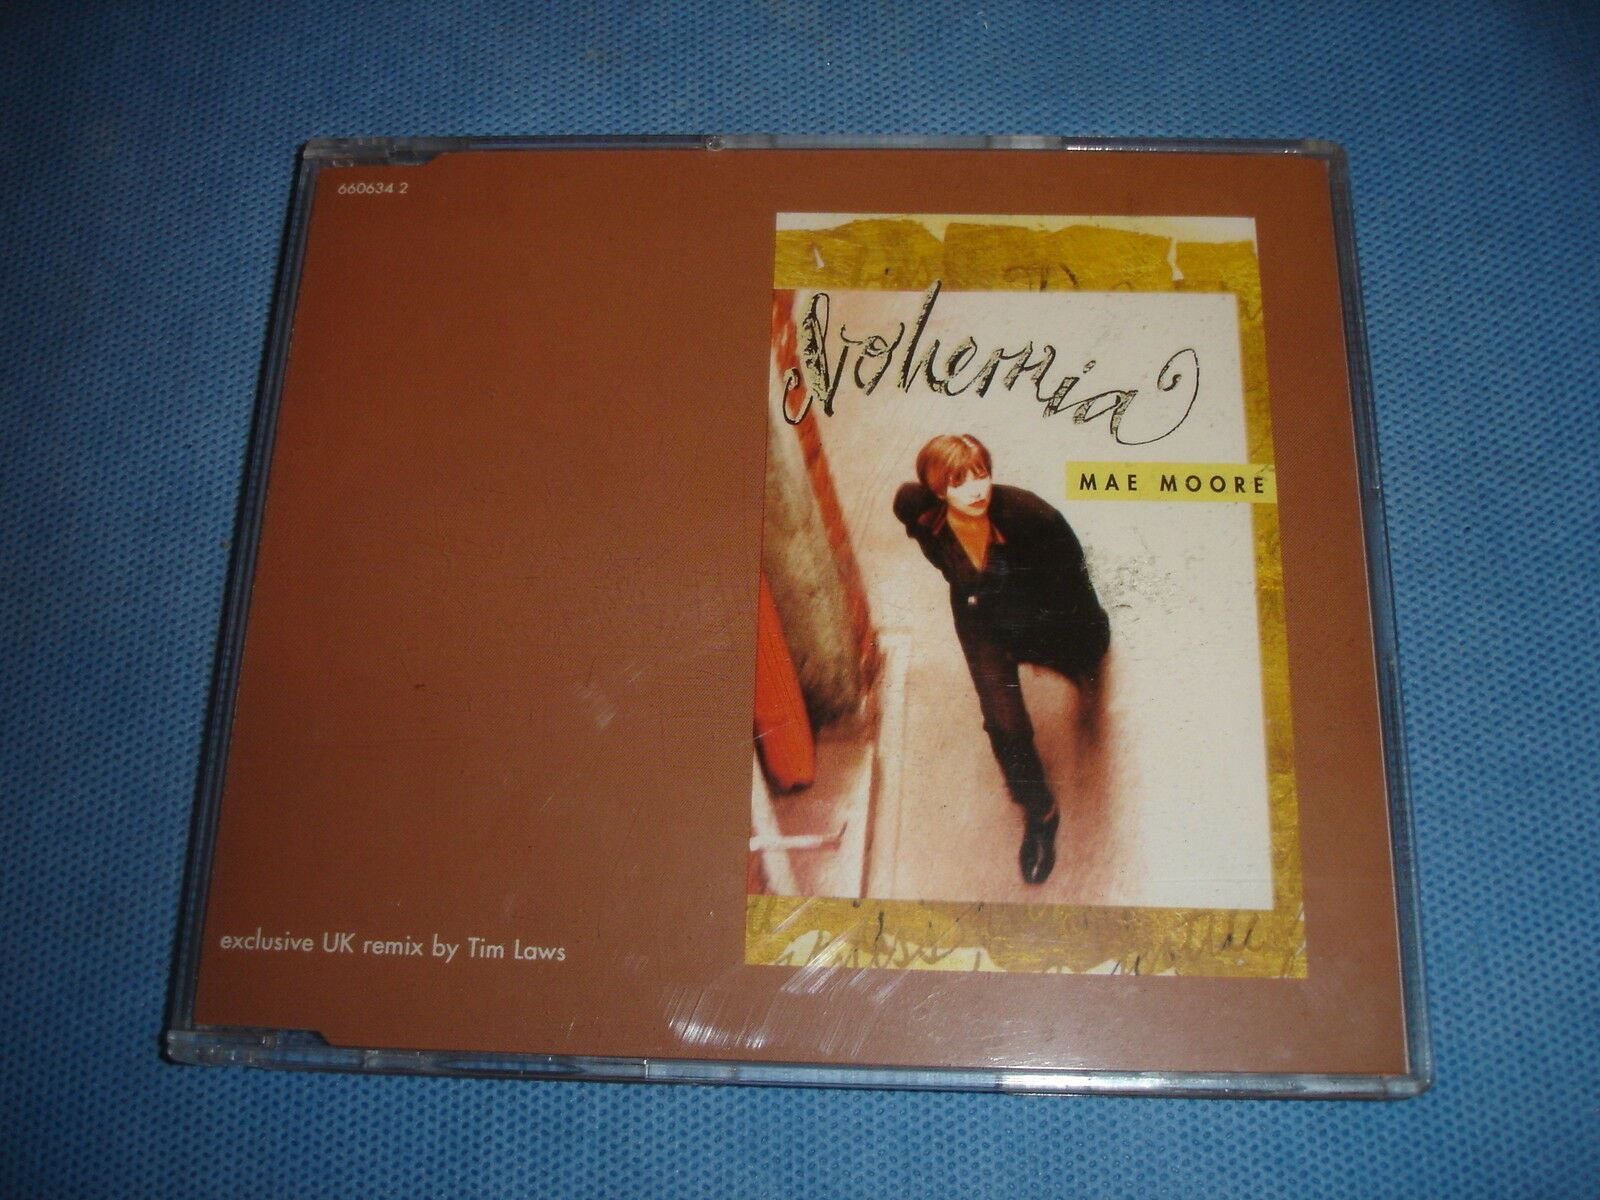 660634 2
Bohemia
MAE MOORE
exclusive UK remix by Tim Laws